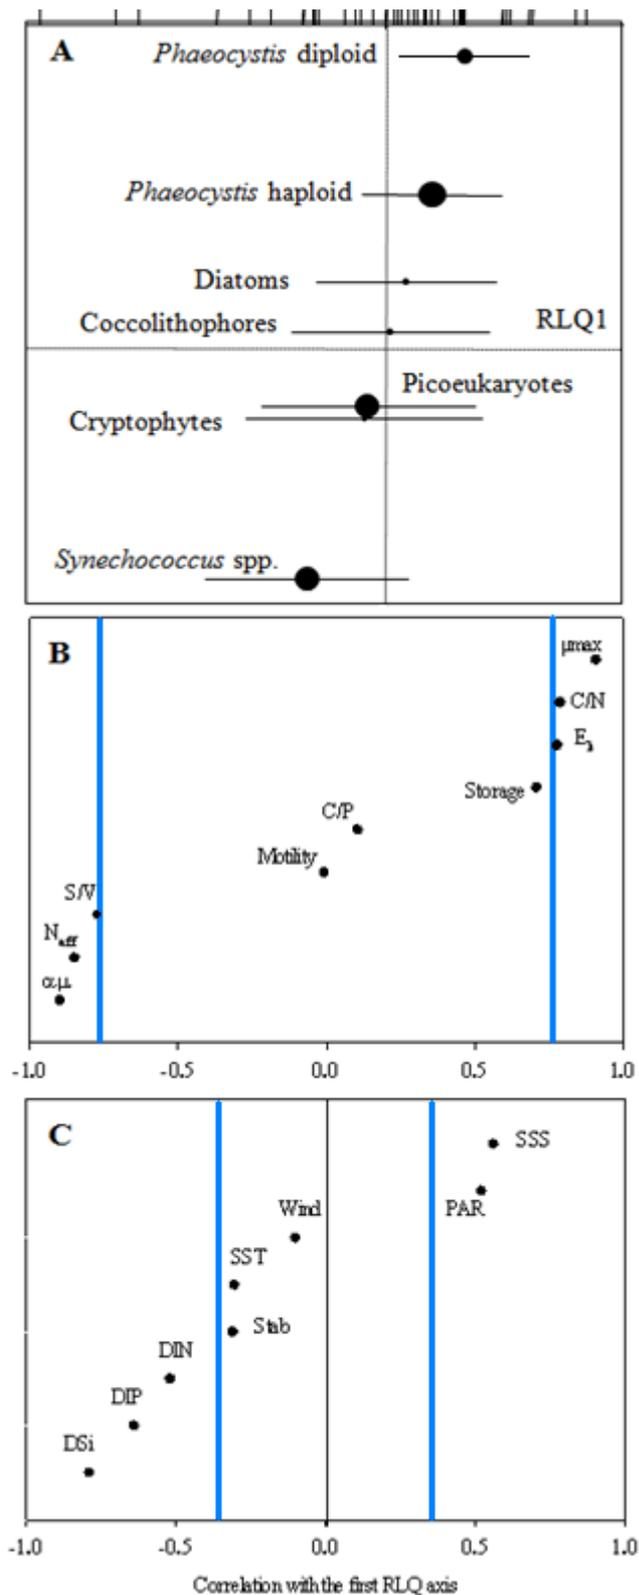 A
Phaeocystis diploid
Phaeocystis haploid
Diatoms
Coccolithophores
RLQ1
Picoeukaryotes
Cryptophytes
Synechococcus spp.
B
μmax
C/N
Eλ
Storage
C/P
Motility
S/V
Naff
αμ
-1.0 -0.5 0.0 0.5 1.0
C
SSS
PAR
Wind
SST
Stab
DIN
DIP
DSi
-1.0 -0.5 0.0 0.5 1.0
Correlation with the first RLQ axis